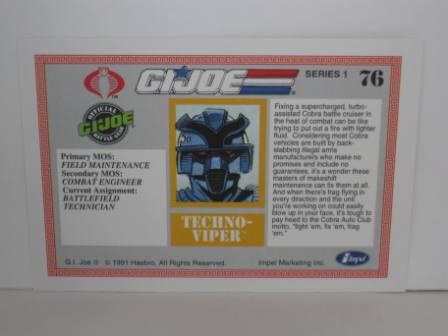 G.I.JOE
SERIES 1 76
OFFICIAL
G.I.JOE
BATTLE CARD
Primary MOS:
FIELD MAINTENANCE
Secondary MOS:
COMBAT ENGINEER
Current Assignment:
BATTLEFIELD
TECHNICIAN
TECHNO-
VIPER™
Fixing a supercharged, turbo-
assisted Cobra battle cruiser in
the heat of combat can be like
trying to put out a fire with lighter
fluid. Considering most Cobra
vehicles are built by back-
stabbing illegal arms
manufacturers who make no
promises and include no
guarantees, it's a wonder these
masters of makeshift
maintenance can fix them at all.
And when there's frag flying in
every direction and the unit
you're working on could easily
blow up in your face, it's tough to
pay heed to the Cobra Auto Club
motto, "fight 'em, fix 'em, frag
'em."
G.I. Joe ® © 1991 Hasbro. All Rights Reserved.
Impel Marketing Inc.
Impel